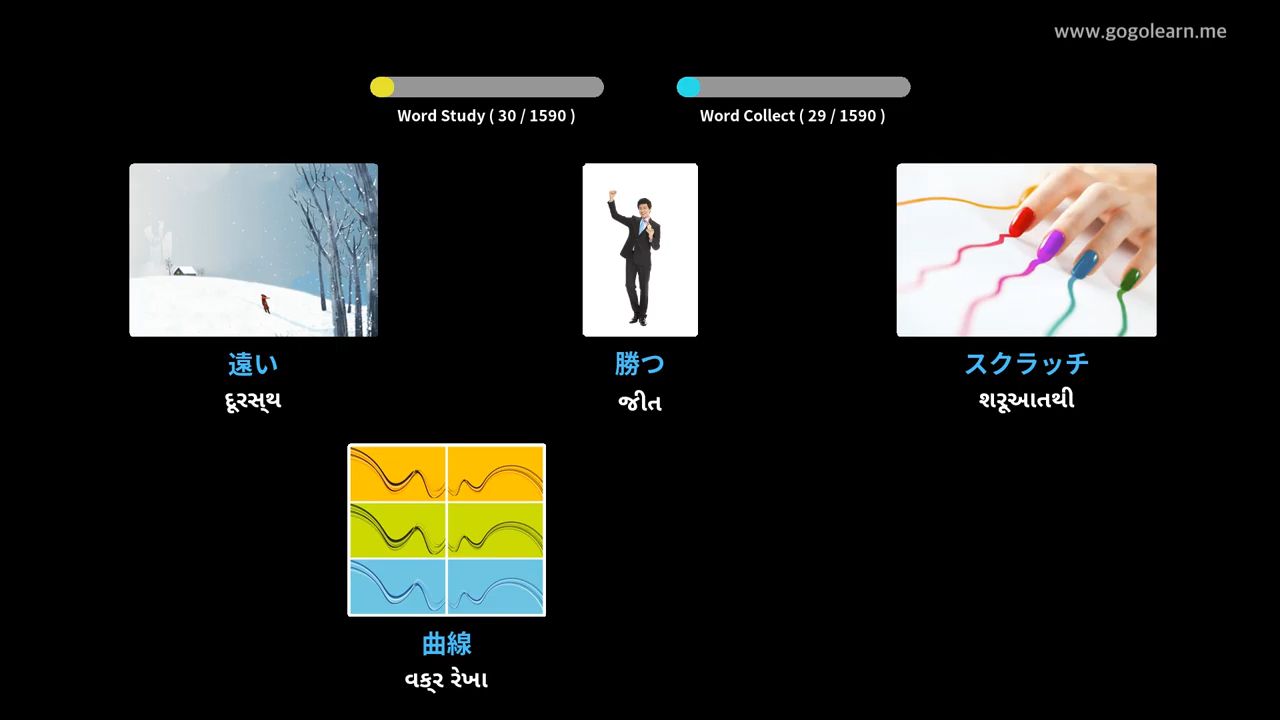 www.gogolearn.me
Word Study ( 30 / 1590 )
Word Collect ( 29 / 1590 )
遠い
દૂરસ્થ
勝つ
જીત
スクラッチ
શરૂઆતથી
曲線
વક્ર રેખા